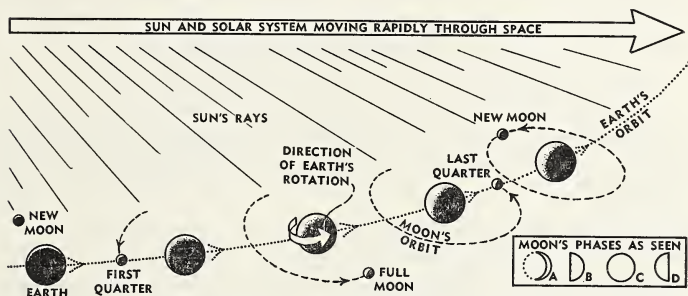 SUN AND SOLAR SYSTEM MOVING RAPIDLY THROUGH SPACE
SUN'S RAYS
NEW MOON
EARTH'S
ORBIT
DIRECTION
OF EARTH'S
ROTATION
LAST
QUARTER
NEW
MOON
MOON'S
ORBIT
MOON'S PHASES AS SEEN
A B C D
EARTH
FIRST
QUARTER
FULL
MOON